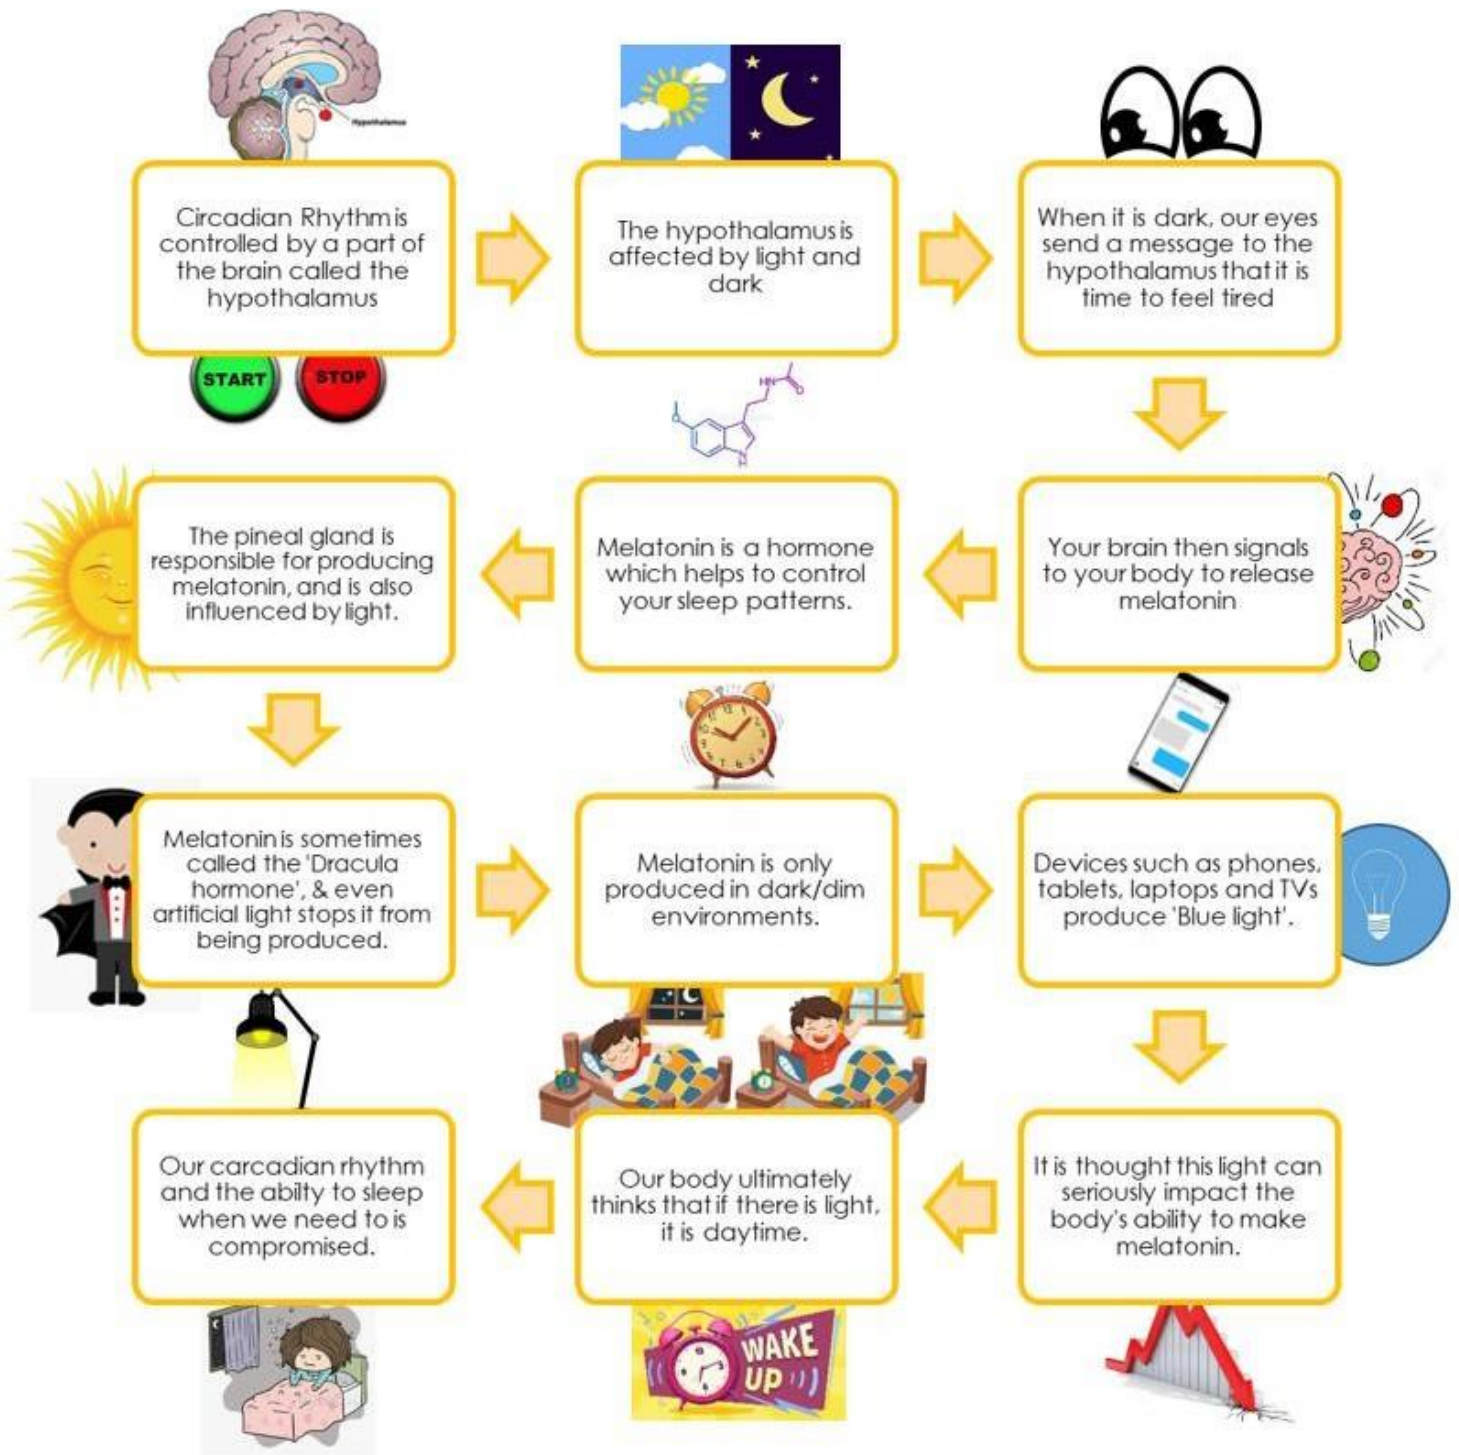 Hypothalamus
Circadian Rhythm is
controlled by a part of
the brain called the
hypothalamus
The hypothalamus is
affected by light and
dark
When it is dark, our eyes
send a message to the
hypothalamus that it is
time to feel tired
START
STOP
HN
O
O
N
H
Your brain then signals
to your body to release
melatonin
Melatonin is a hormone
which helps to control
your sleep patterns.
The pineal gland is
responsible for producing
melatonin, and is also
influenced by light.
Melatonin is sometimes
called the 'Dracula
hormone', & even
artificial light stops it from
being produced.
Melatonin is only
produced in dark/dim
environments.
Devices such as phones,
tablets, laptops and TVs
produce 'Blue light'.
It is thought this light can
seriously impact the
body's ability to make
melatonin.
Our body ultimately
thinks that if there is light,
it is daytime.
Our carcadian rhythm
and the abilty to sleep
when we need to is
compromised.
WAKE
UP